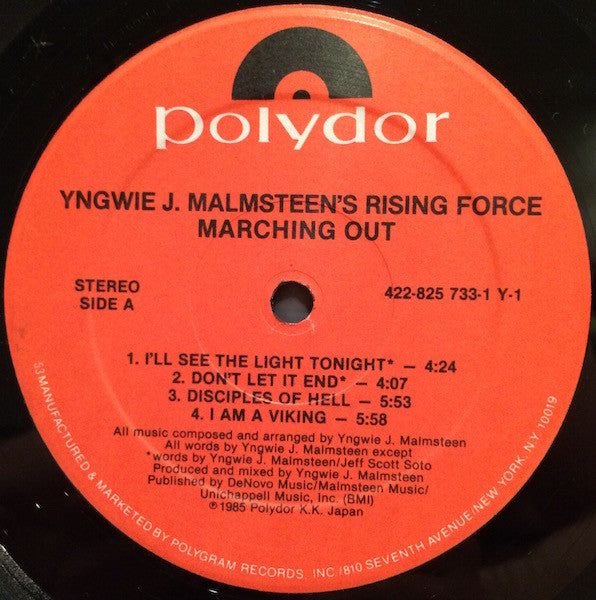 polydor
YNGWIE J. MALMSTEEN'S RISING FORCE
MARCHING OUT
STEREO
SIDE A
422-825 733-1 Y-1
1. I'LL SEE THE LIGHT TONIGHT* – 4:24
2. DON'T LET IT END* – 4:07
3. DISCIPLES OF HELL – 5:53
4. I AM A VIKING – 5:58
All music composed and arranged by Yngwie J. Malmsteen
All words by Yngwie J. Malmsteen except
*words by Yngwie J. Malmsteen/Jeff Scott Soto
Produced and mixed by Yngwie J. Malmsteen
Published by DeNovo Music/Malmsteen Music/
Unichappell Music, Inc. (BMI)
℗1985 Polydor K.K. Japan
53 MANUFACTURED & MARKETED BY POLYGRAM RECORDS, INC./810 SEVENTH AVENUE/NEW YORK, N.Y. 10019